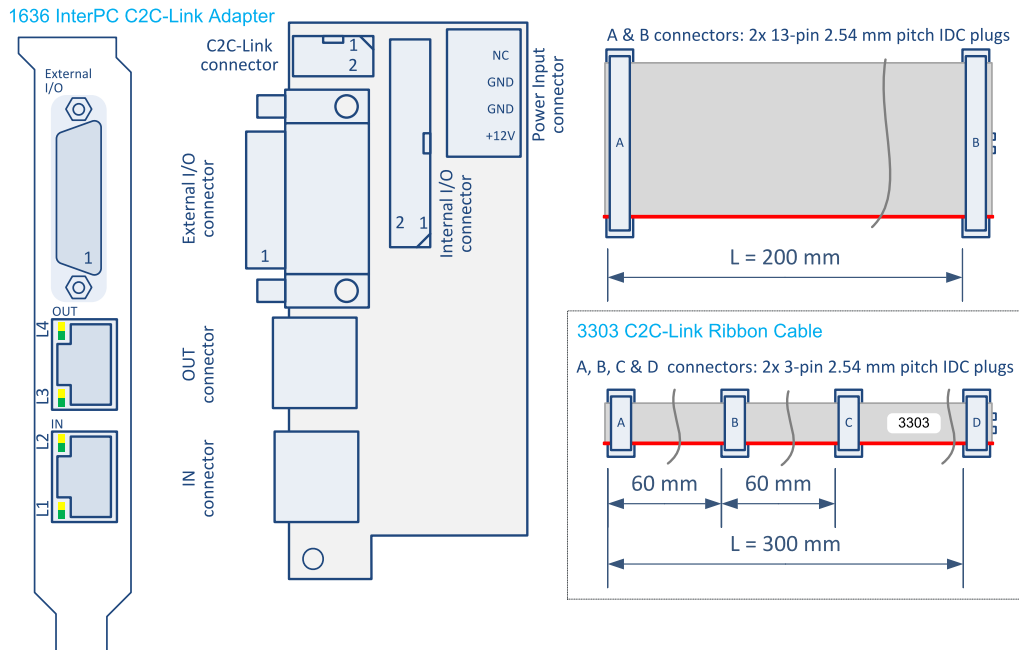 1636 InterPC C2C-Link Adapter
External
I/O
1
OUT
L4
L3
IN
L2
L1
C2C-Link
connector
1
2
External I/O
connector
1
OUT
connector
IN
connector
2 1
Internal I/O
connector
NC
GND
GND
+12V
Power Input
connector
A & B connectors: 2x 13-pin 2.54 mm pitch IDC plugs
A
B
L = 200 mm
3303 C2C-Link Ribbon Cable
A, B, C & D connectors: 2x 3-pin 2.54 mm pitch IDC plugs
A
B
C
3303
D
60 mm
60 mm
L = 300 mm